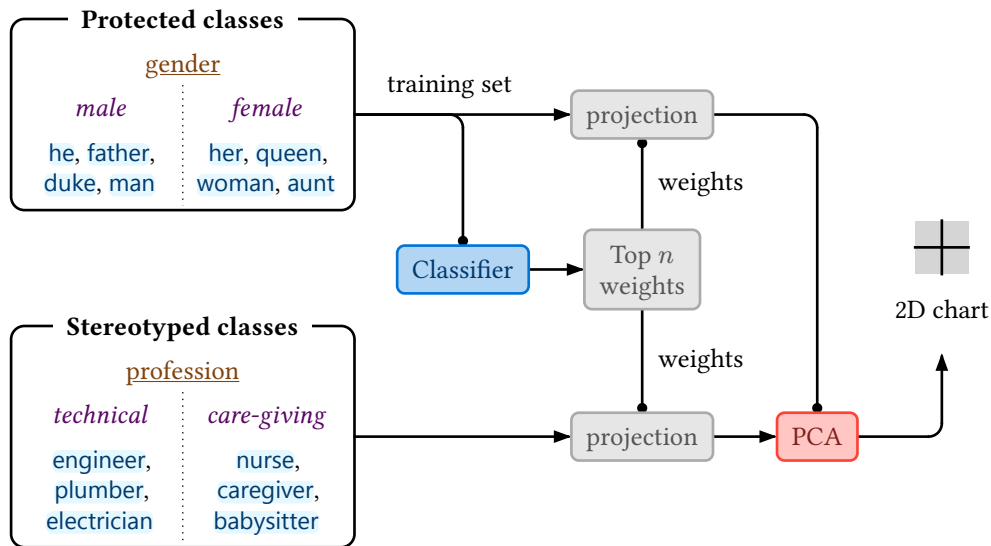 Protected classes
gender
male
female
he, father,
duke, man
her, queen,
woman, aunt
training set
projection
weights
Classifier
Top n
weights
2D chart
Stereotyped classes
profession
technical
care-giving
engineer,
plumber,
electrician
nurse,
caregiver,
babysitter
weights
projection
PCA